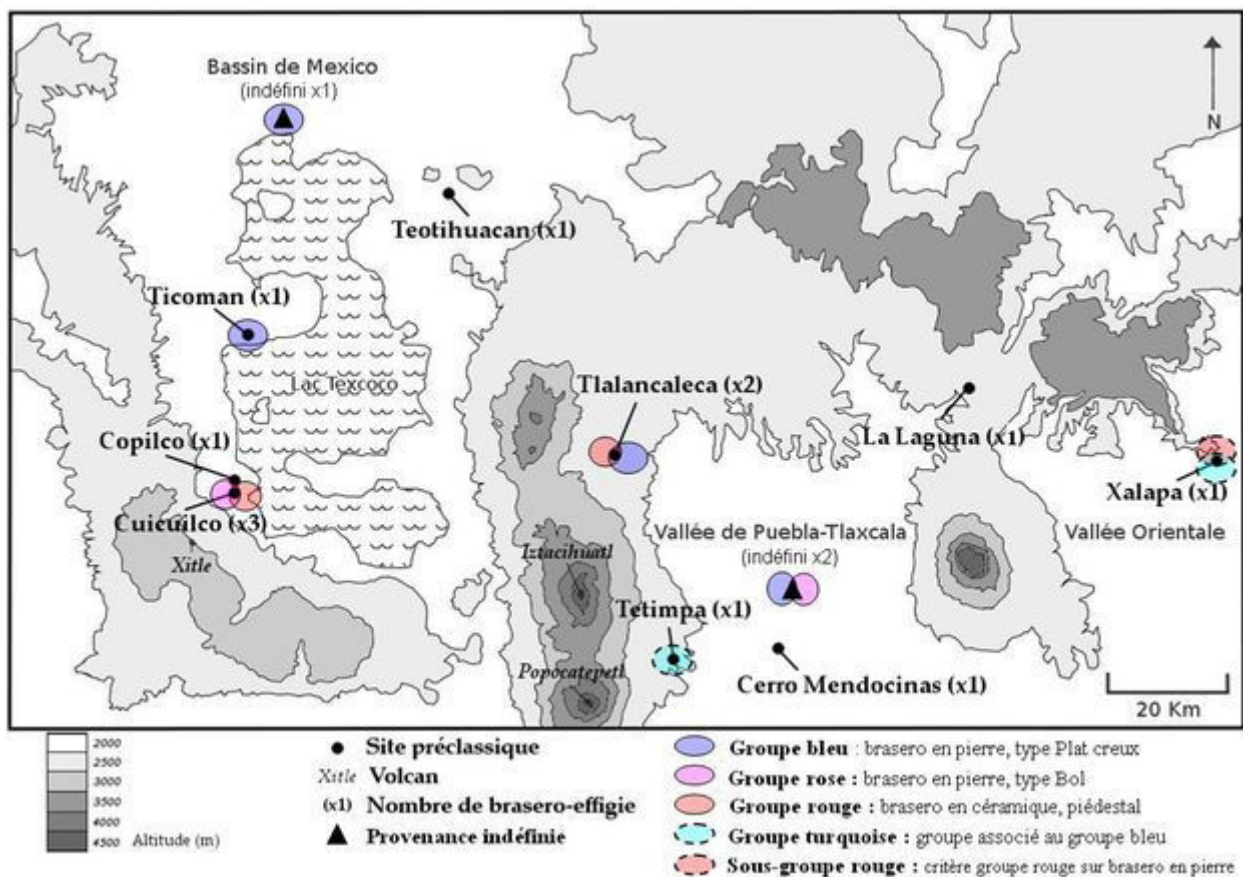 Bassin de Mexico
(indéfini x1)
N
Teotihuacan (x1)
Ticoman (x1)
Lac Texcoco
Tlalancaleca (x2)
La Laguna (x1)
Copilco (x1)
Cuicuilco (x3)
Xitle
Xalapa (x1)
Vallée de Puebla-Tlaxcala
(indéfini x2)
Vallée Orientale
Iztacihuatl
Tetimpa (x1)
Popocatepetl
Cerro Mendocinas (x1)
20 Km
2000
2500
3000
3500
4000
4500
Altitude (m)
Site préclassique
Xitle Volcan
(x1) Nombre de brasero-effigie
Provenance indéfinie
Groupe bleu : brasero en pierre, type Plat creux
Groupe rose : brasero en pierre, type Bol
Groupe rouge : brasero en céramique, piédestal
Groupe turquoise : groupe associé au groupe bleu
Sous-groupe rouge : critère groupe rouge sur brasero en pierre